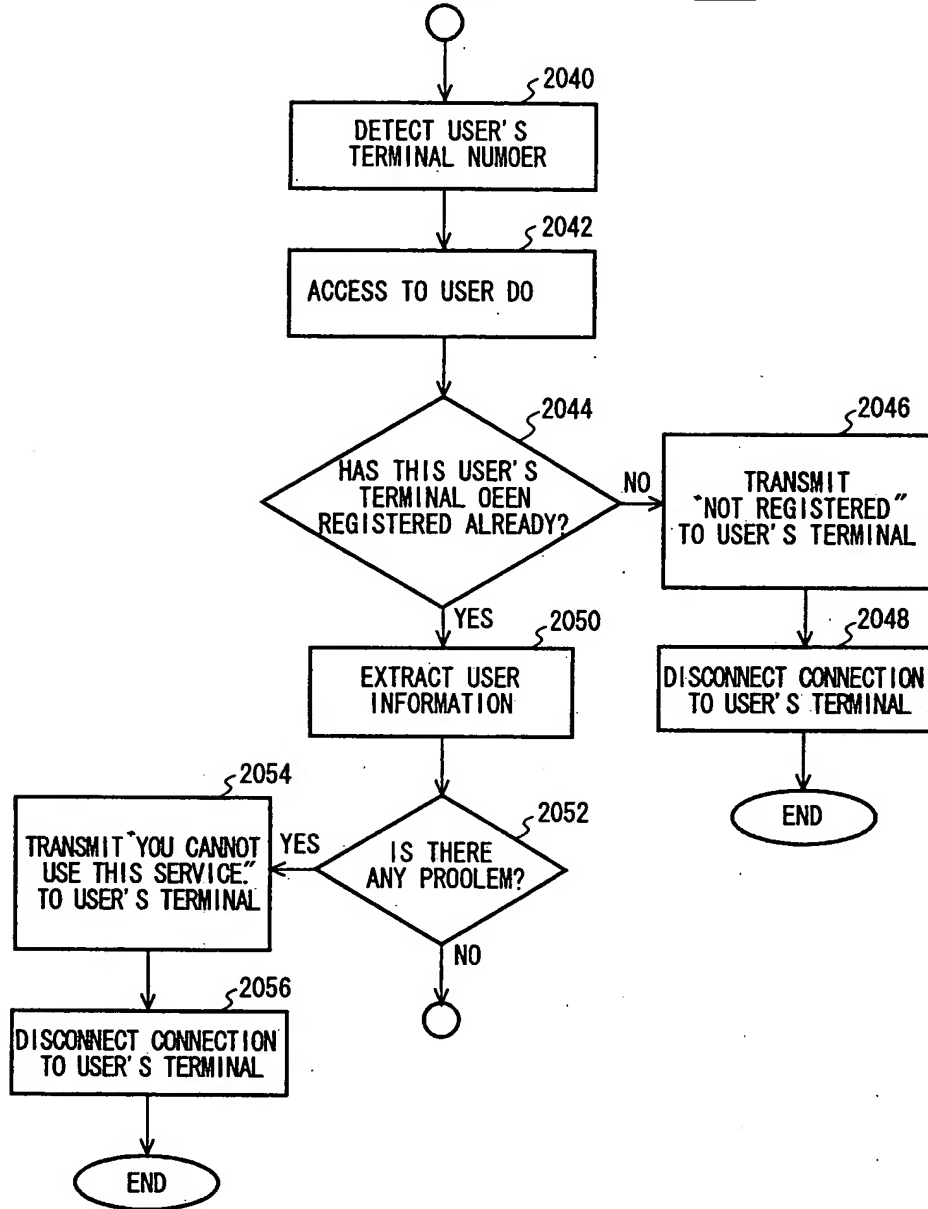 2040
DETECT USER'S
TERMINAL NUMOER
2042
ACCESS TO USER DO
2044
HAS THIS USER'S
TERMINAL OEEN
REGISTERED ALREADY?
NO
2046
TRANSMIT
"NOT REGISTERED"
TO USER'S TERMINAL
YES
2048
DISCONNECT CONNECTION
TO USER'S TERMINAL
END
2050
EXTRACT USER
INFORMATION
2052
IS THERE
ANY PROOLEM?
YES
2054
TRANSMIT "YOU CANNOT
USE THIS SERVICE."
TO USER'S TERMINAL
NO
2056
DISCONNECT CONNECTION
TO USER'S TERMINAL
END